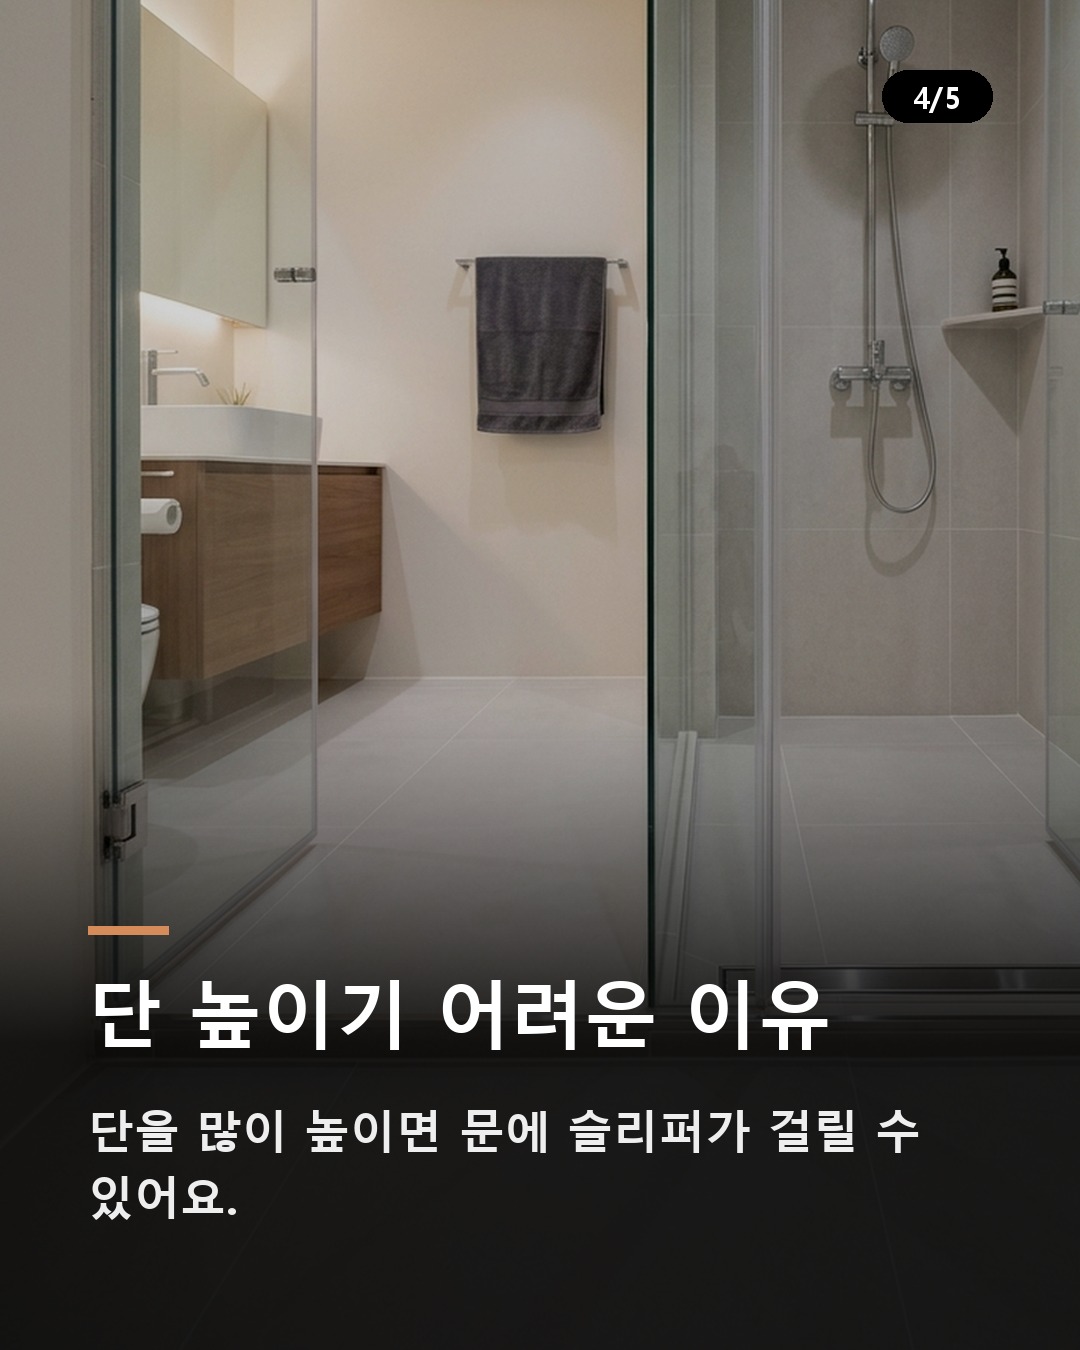 4/5
단 높이기 어려운 이유
단을 많이 높이면 문에 슬리퍼가 걸릴 수
있어요.